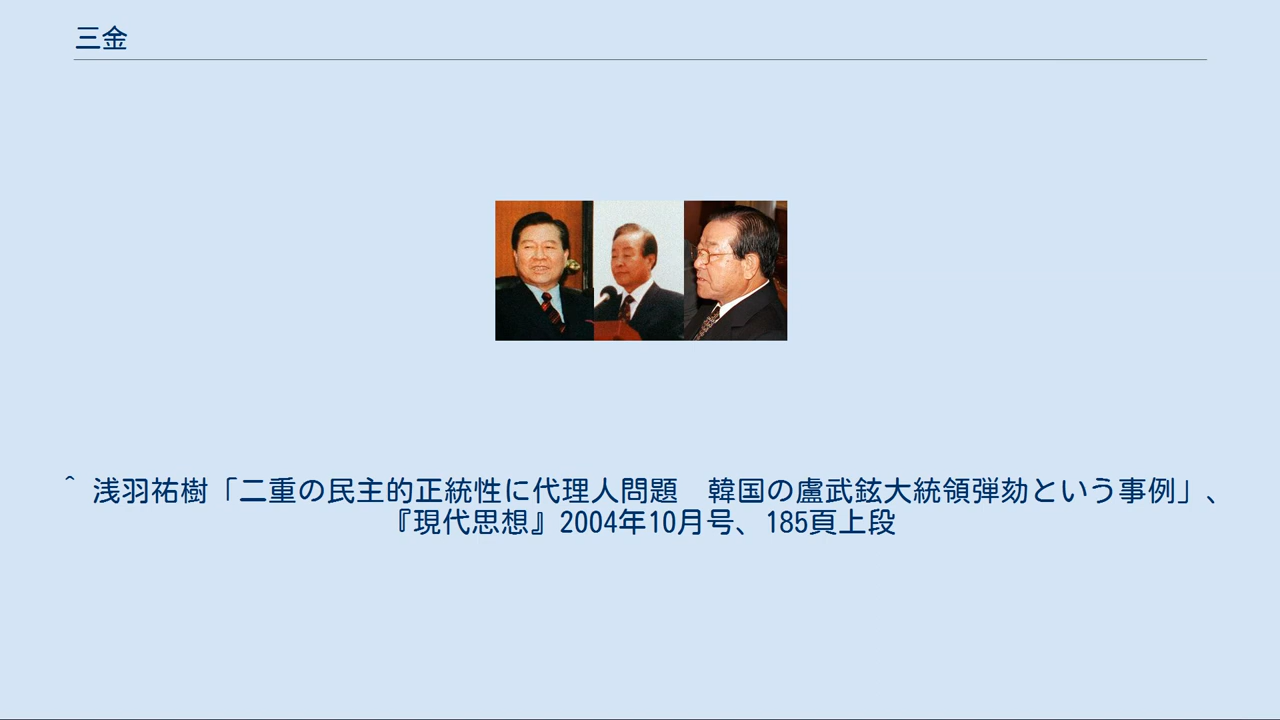 三金
^ 浅羽祐樹「二重の民主的正統性に代理人問題　韓国の盧武鉉大統領弾劾という事例」、
『現代思想』2004年10月号、185頁上段